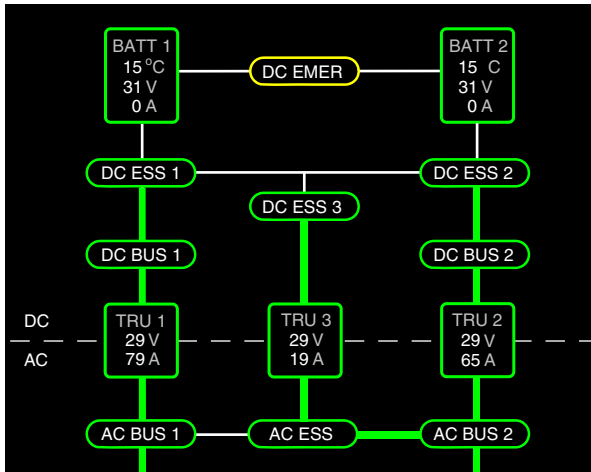 BATT 1
15 °C
31 V
0 A
DC EMER
BATT 2
15 C
31 V
0 A
DC ESS 1
DC ESS 2
DC ESS 3
DC BUS 1
DC BUS 2
DC
AC
TRU 1
29 V
79 A
TRU 3
29 V
19 A
TRU 2
29 V
65 A
AC BUS 1
AC ESS
AC BUS 2